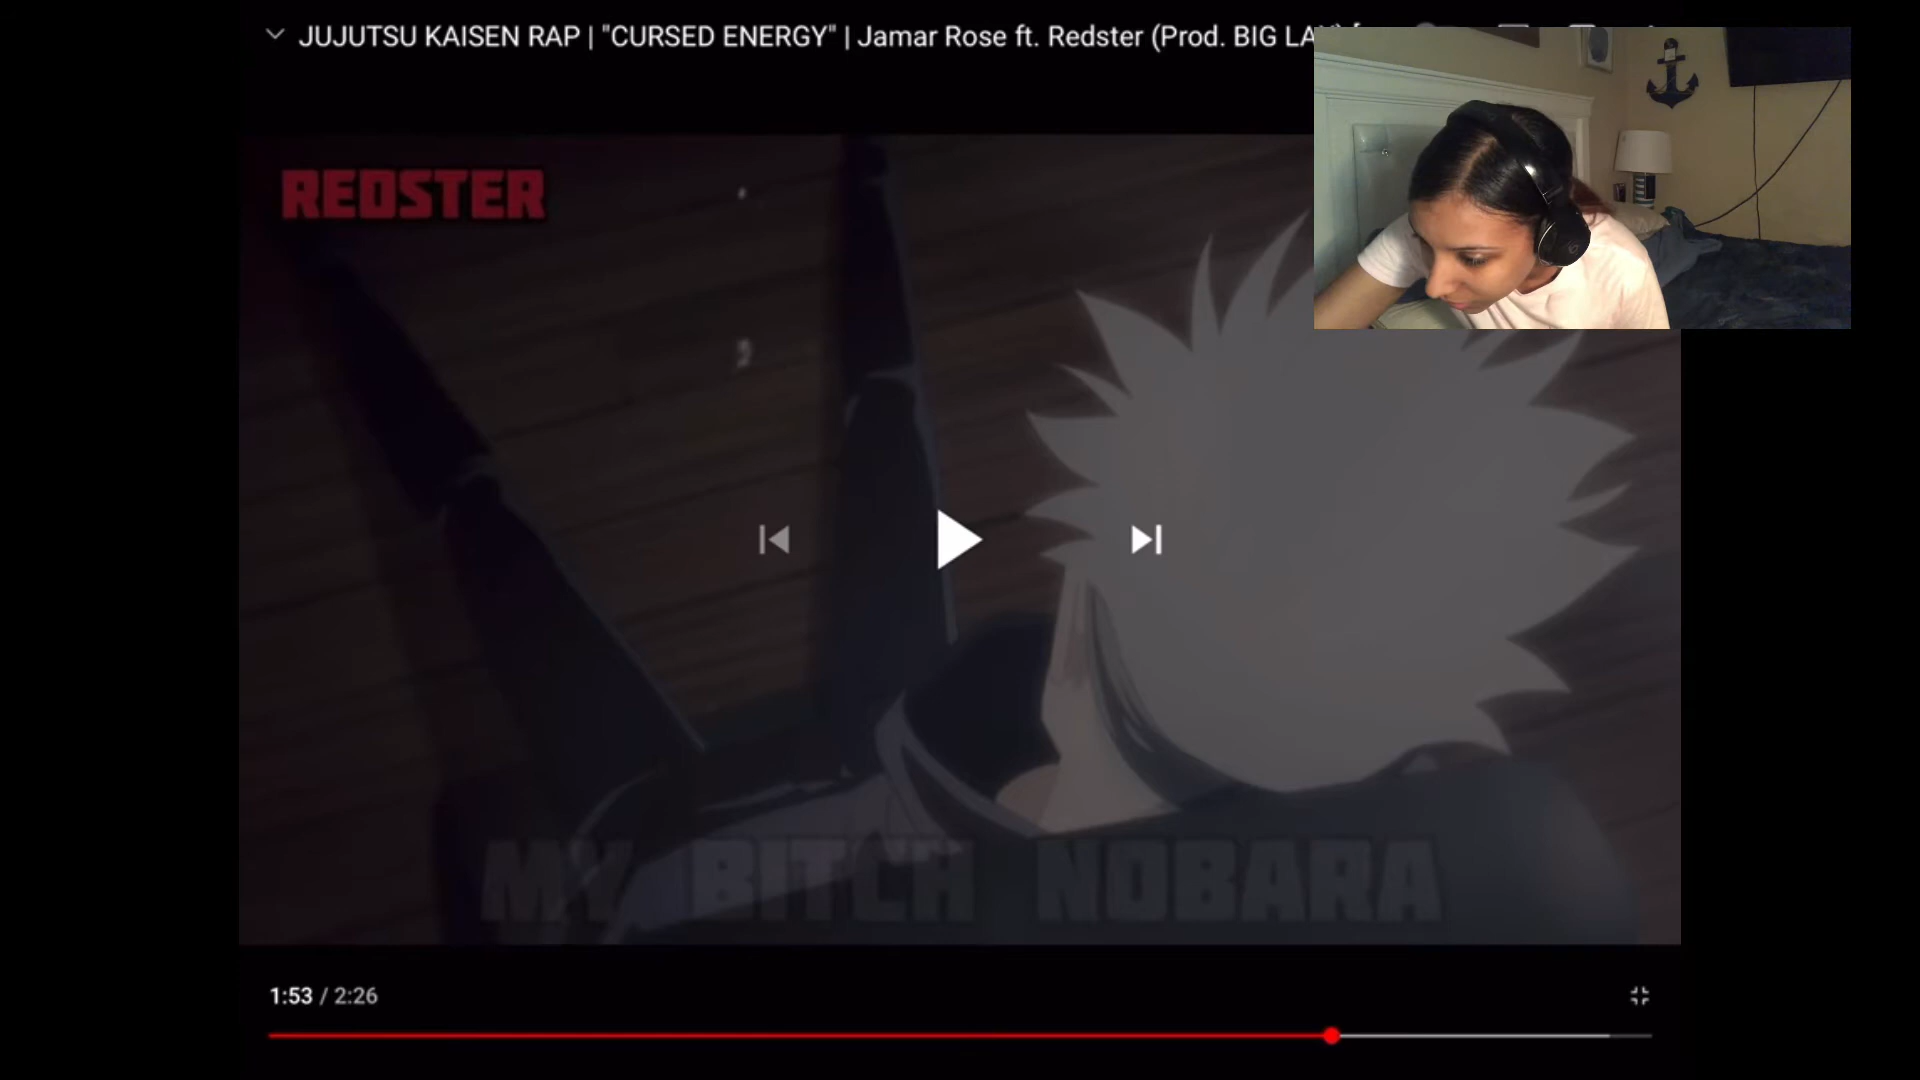 JUJUTSU KAISEN RAP | "CURSED ENERGY" | Jamar Rose ft. Redster (Prod. BIG
REDSTER
MY BITCH NOBARA
1:53 / 2:26